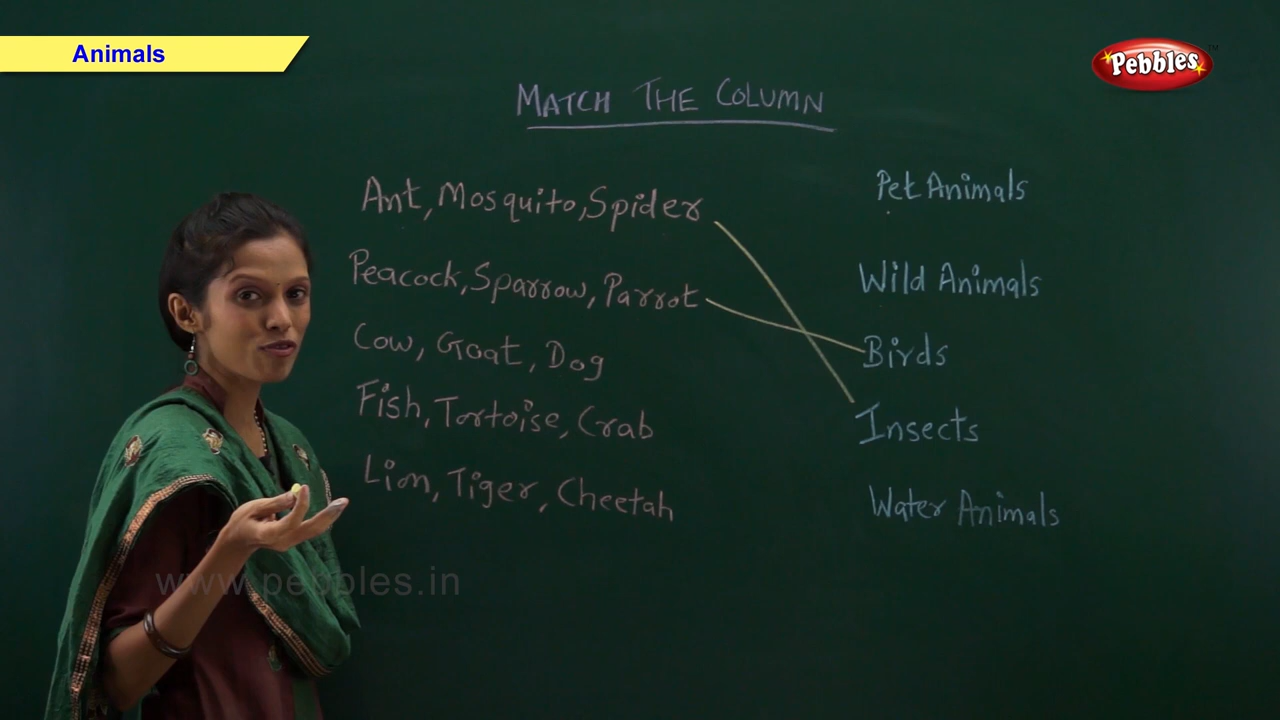 Animals
Pebbles™
MATCH THE COLUMN
Ant, Mosquito, Spider
Pet Animals
Peacock, Sparrow, Parrot
Wild Animals
Cow, Goat, Dog
Birds
Fish, Tortoise, Crab
Insects
Lion, Tiger, Cheetah
Water Animals
www.pebbles.in